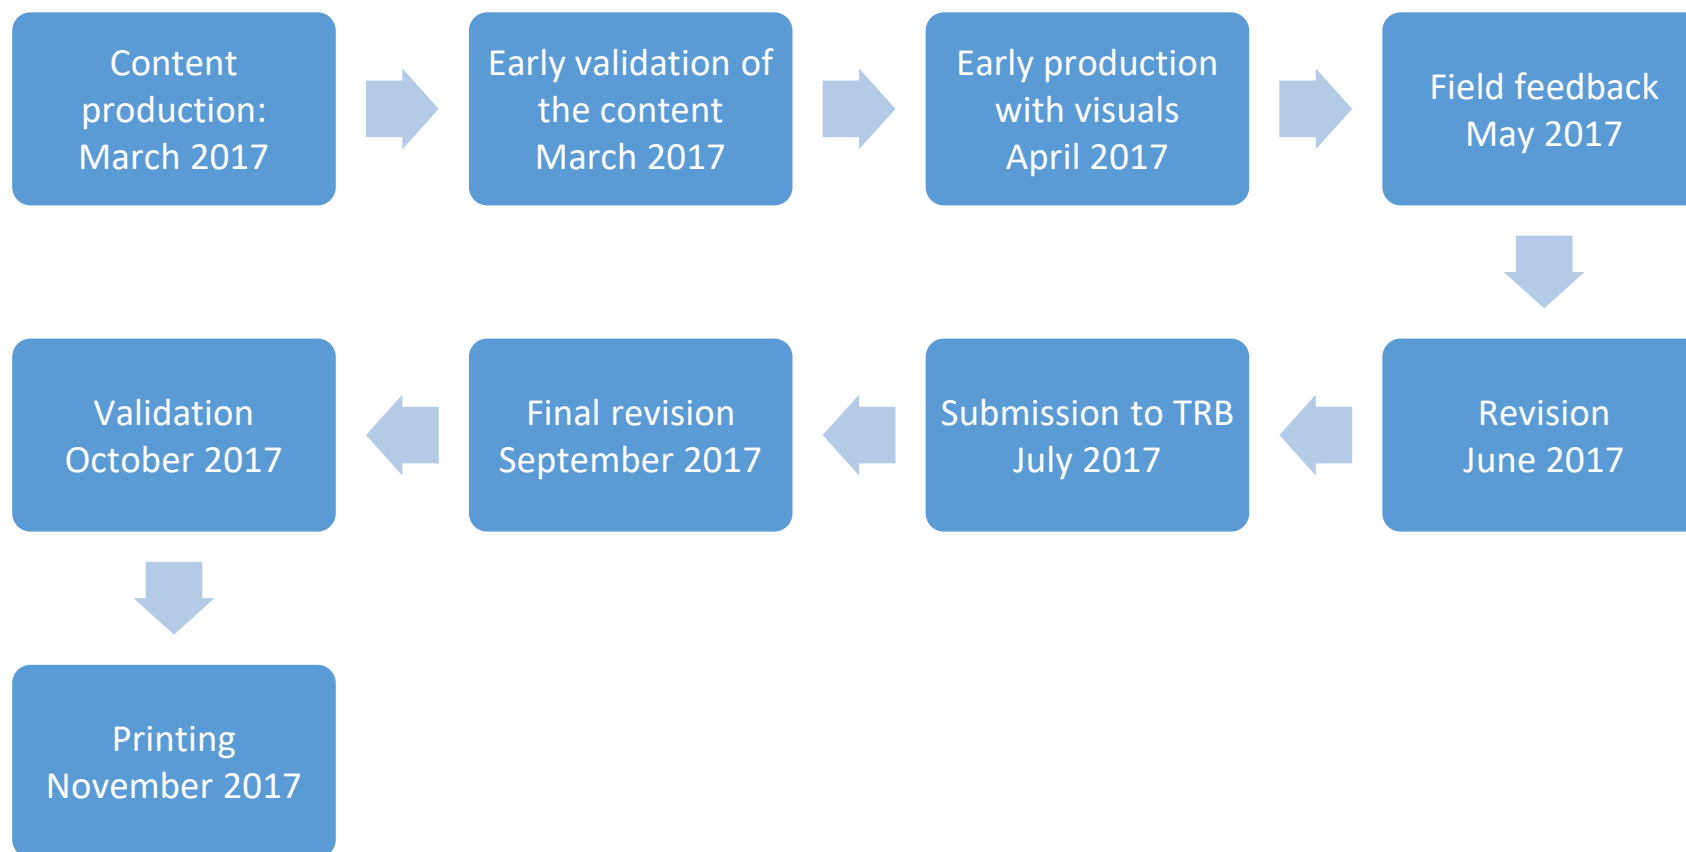 Content
production:
March 2017
Early validation of
the content
March 2017
Early production
with visuals
April 2017
Field feedback
May 2017
Revision
June 2017
Submission to TRB
July 2017
Final revision
September 2017
Validation
October 2017
Printing
November 2017